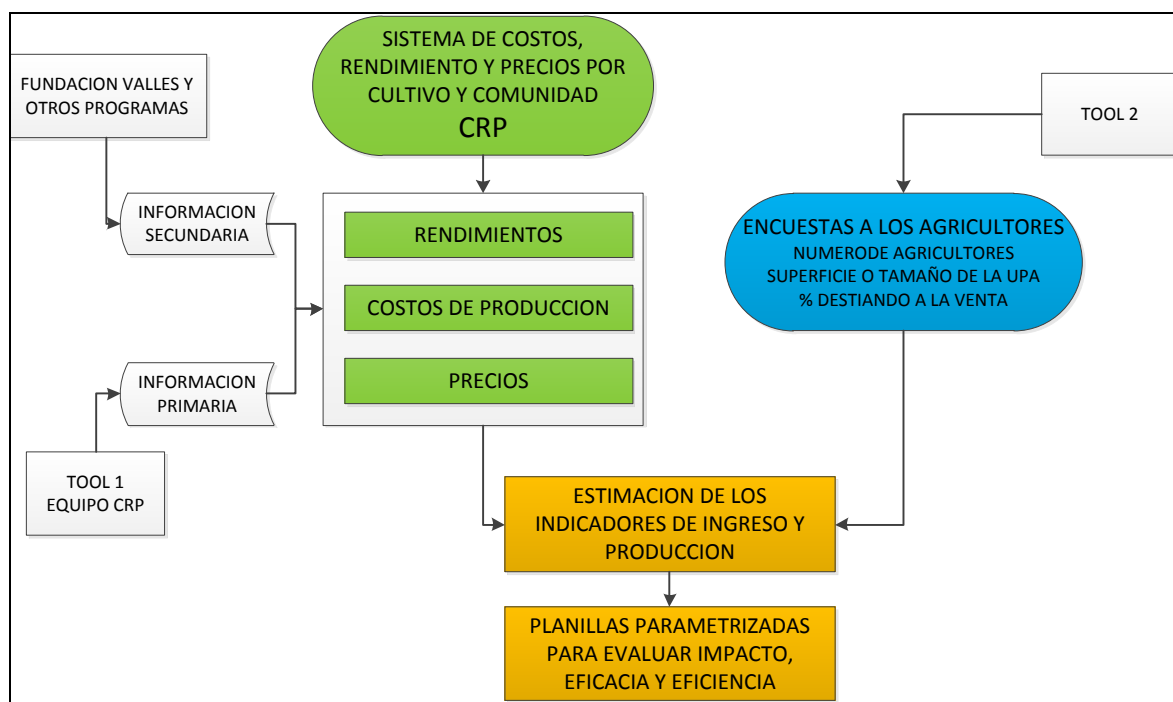 SISTEMA DE COSTOS,
RENDIMIENTO Y PRECIOS POR
CULTIVO Y COMUNIDAD
CRP
FUNDACION VALLES Y
OTROS PROGRAMAS
TOOL 2
INFORMACION
SECUNDARIA
RENDIMIENTOS
COSTOS DE PRODUCCION
PRECIOS
ENCUESTAS A LOS AGRICULTORES
NUMERODE AGRICULTORES
SUPERFICIE O TAMAÑO DE LA UPA
% DESTIANDO A LA VENTA
INFORMACION
PRIMARIA
TOOL 1
EQUIPO CRP
ESTIMACION DE LOS
INDICADORES DE INGRESO Y
PRODUCCION
PLANILLAS PARAMETRIZADAS
PARA EVALUAR IMPACTO,
EFICACIA Y EFICIENCIA